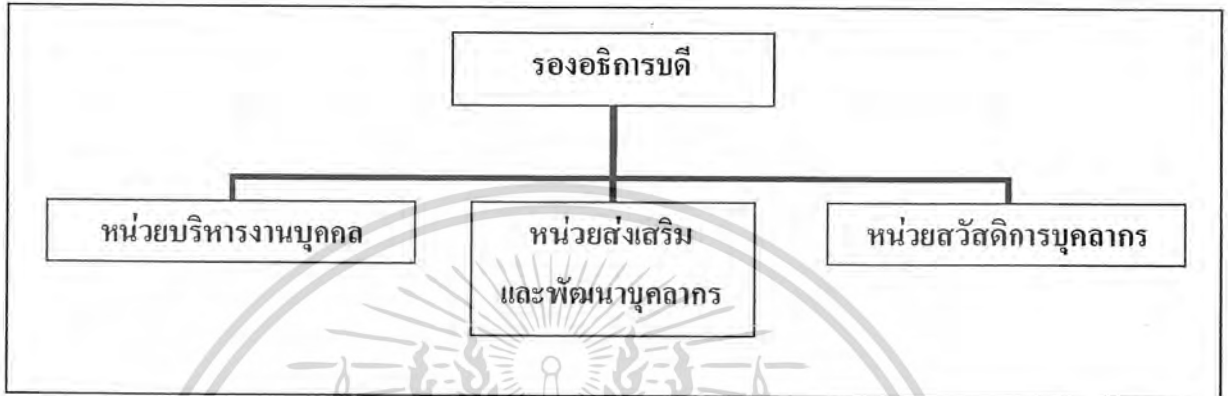 รองอธิการบดี
หน่วยบริหารงานบุคคล
หน่วยส่งเสริม
และพัฒนาบุคลากร
หน่วยสวัสดิการบุคลากร